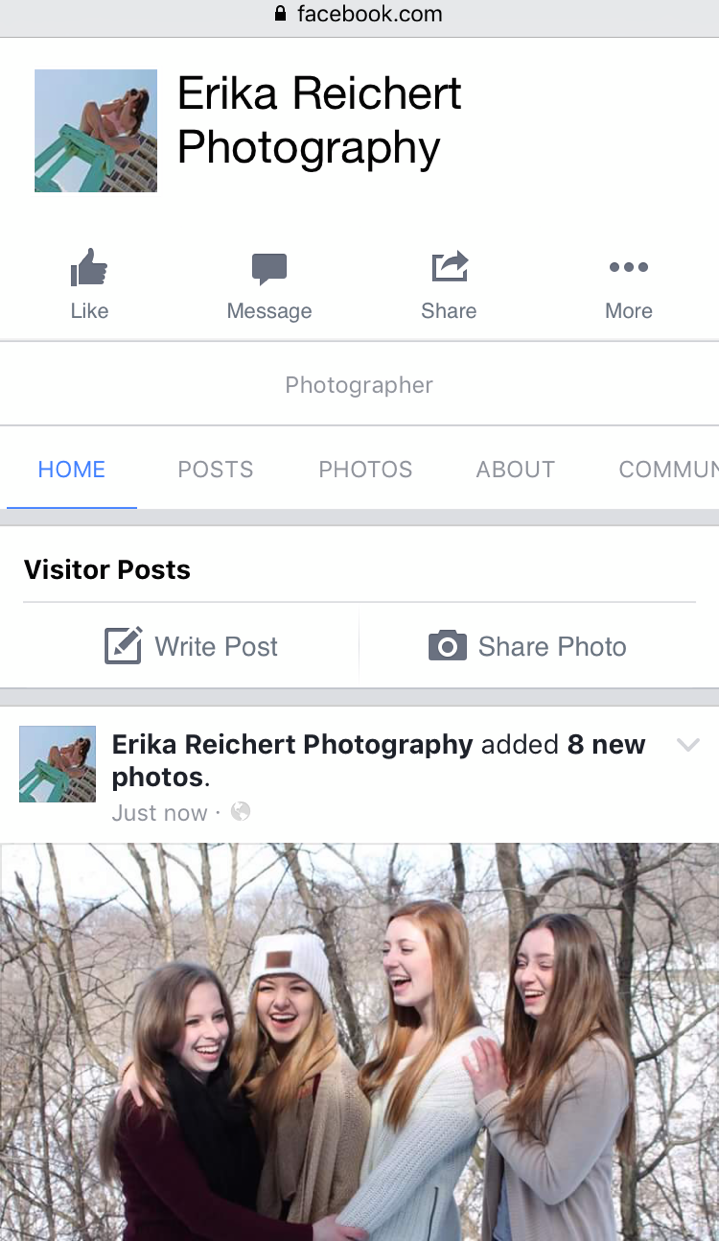 facebook.com
Erika Reichert
Photography
Like Message Share More
Photographer
HOME POSTS PHOTOS ABOUT COMMUN
Visitor Posts
Write Post Share Photo
Erika Reichert Photography added 8 new
photos.
Just now ·